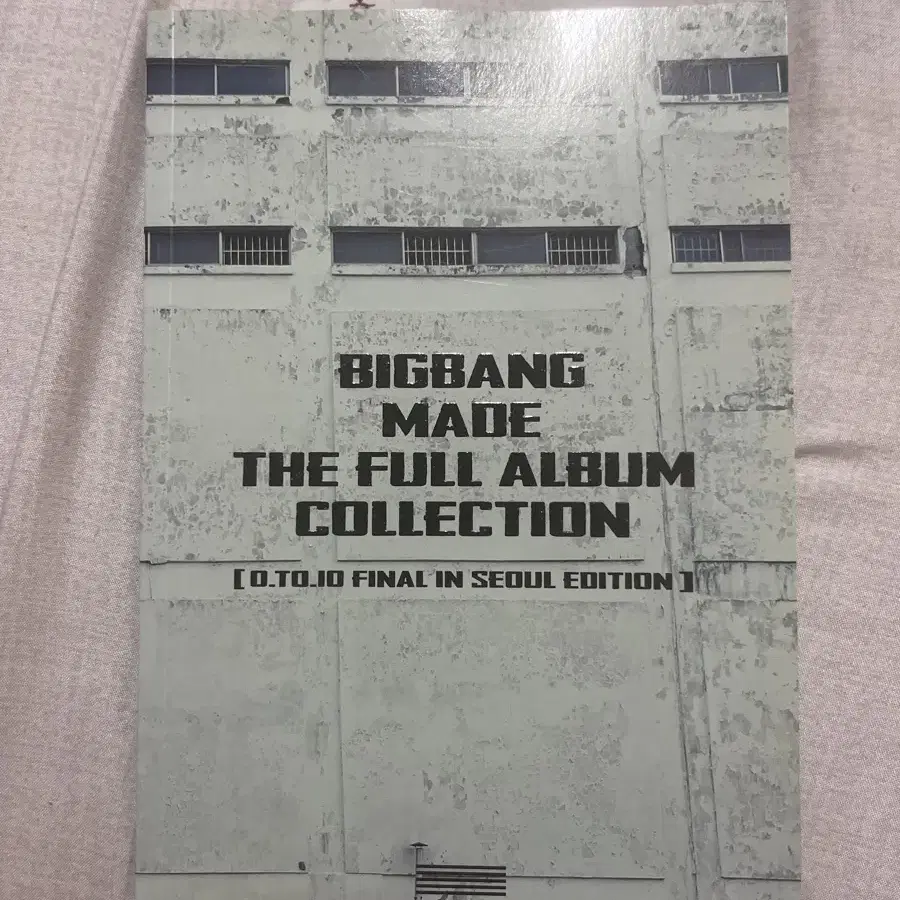 BIGBANG
MADE
THE FULL ALBUM
COLLECTION
[ 0.TO.10 FINAL IN SEOUL EDITION ]